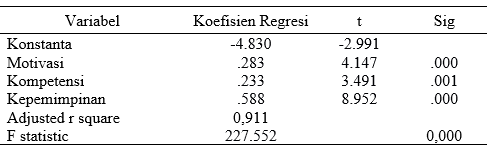 Variabel Koefisien Regresi t Sig
Konstanta -4.830 -2.991
Motivasi .283 4.147 .000
Kompetensi .233 3.491 .001
Kepemimpinan .588 8.952 .000
Adjusted r square 0,911
F statistic 227.552 0,000